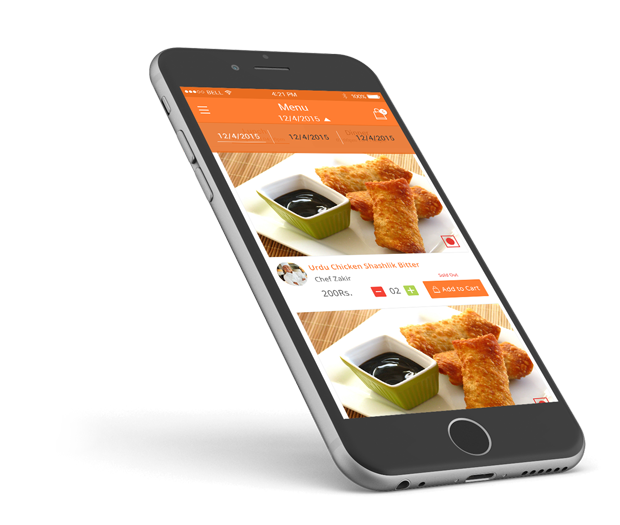 BELL 4:21 PM 100%
Menu
12/4/2015
12/4/2015 12/4/2015 12/4/2015
Urdu Chicken Shashlik Bitter
Chef Zakir
Sold Out
200Rs. 02 Add to Cart